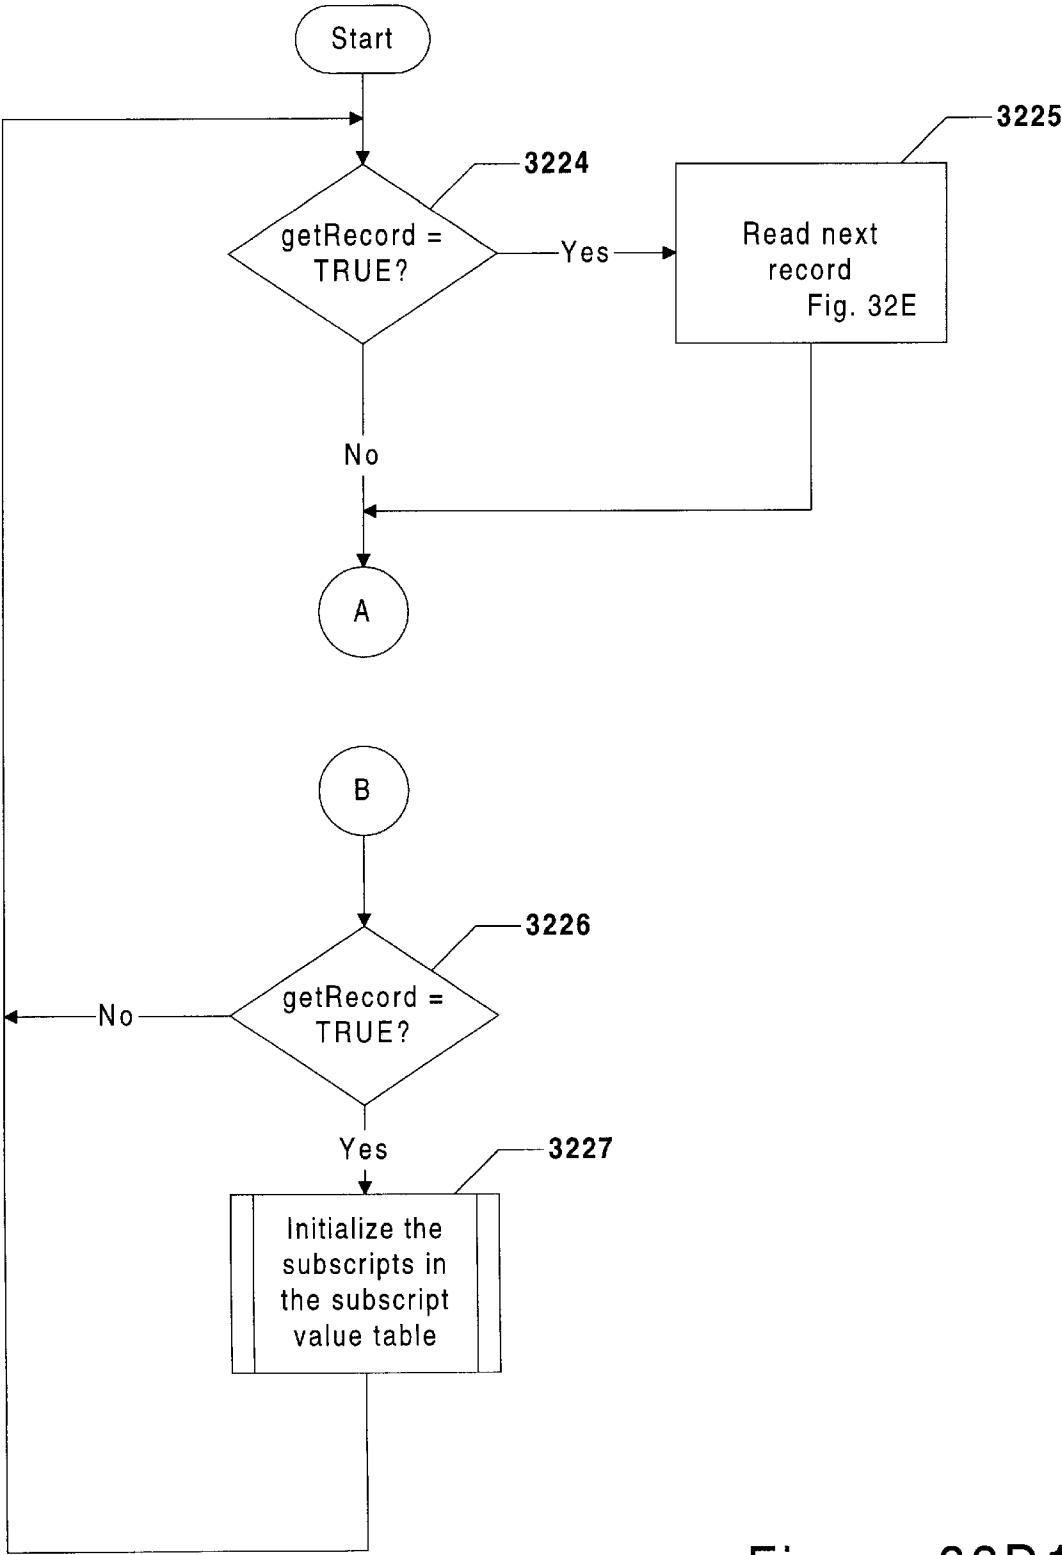 Start
3225
3224
getRecord =
TRUE?
Yes
Read next
record
Fig. 32E
No
A
B
3226
getRecord =
TRUE?
No
Yes
3227
Initialize the
subscripts in
the subscript
value table